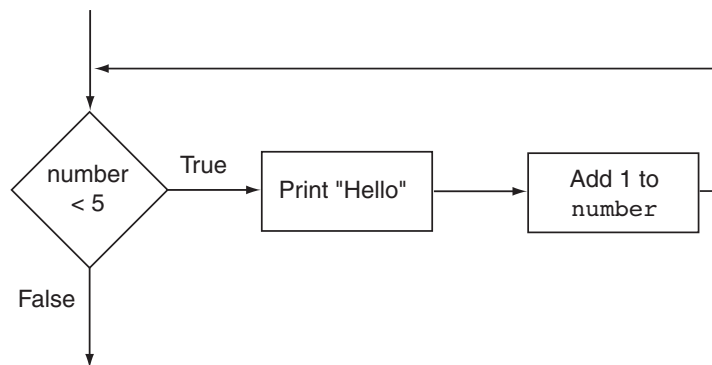 number
< 5
True
Print "Hello"
Add 1 to
number
False